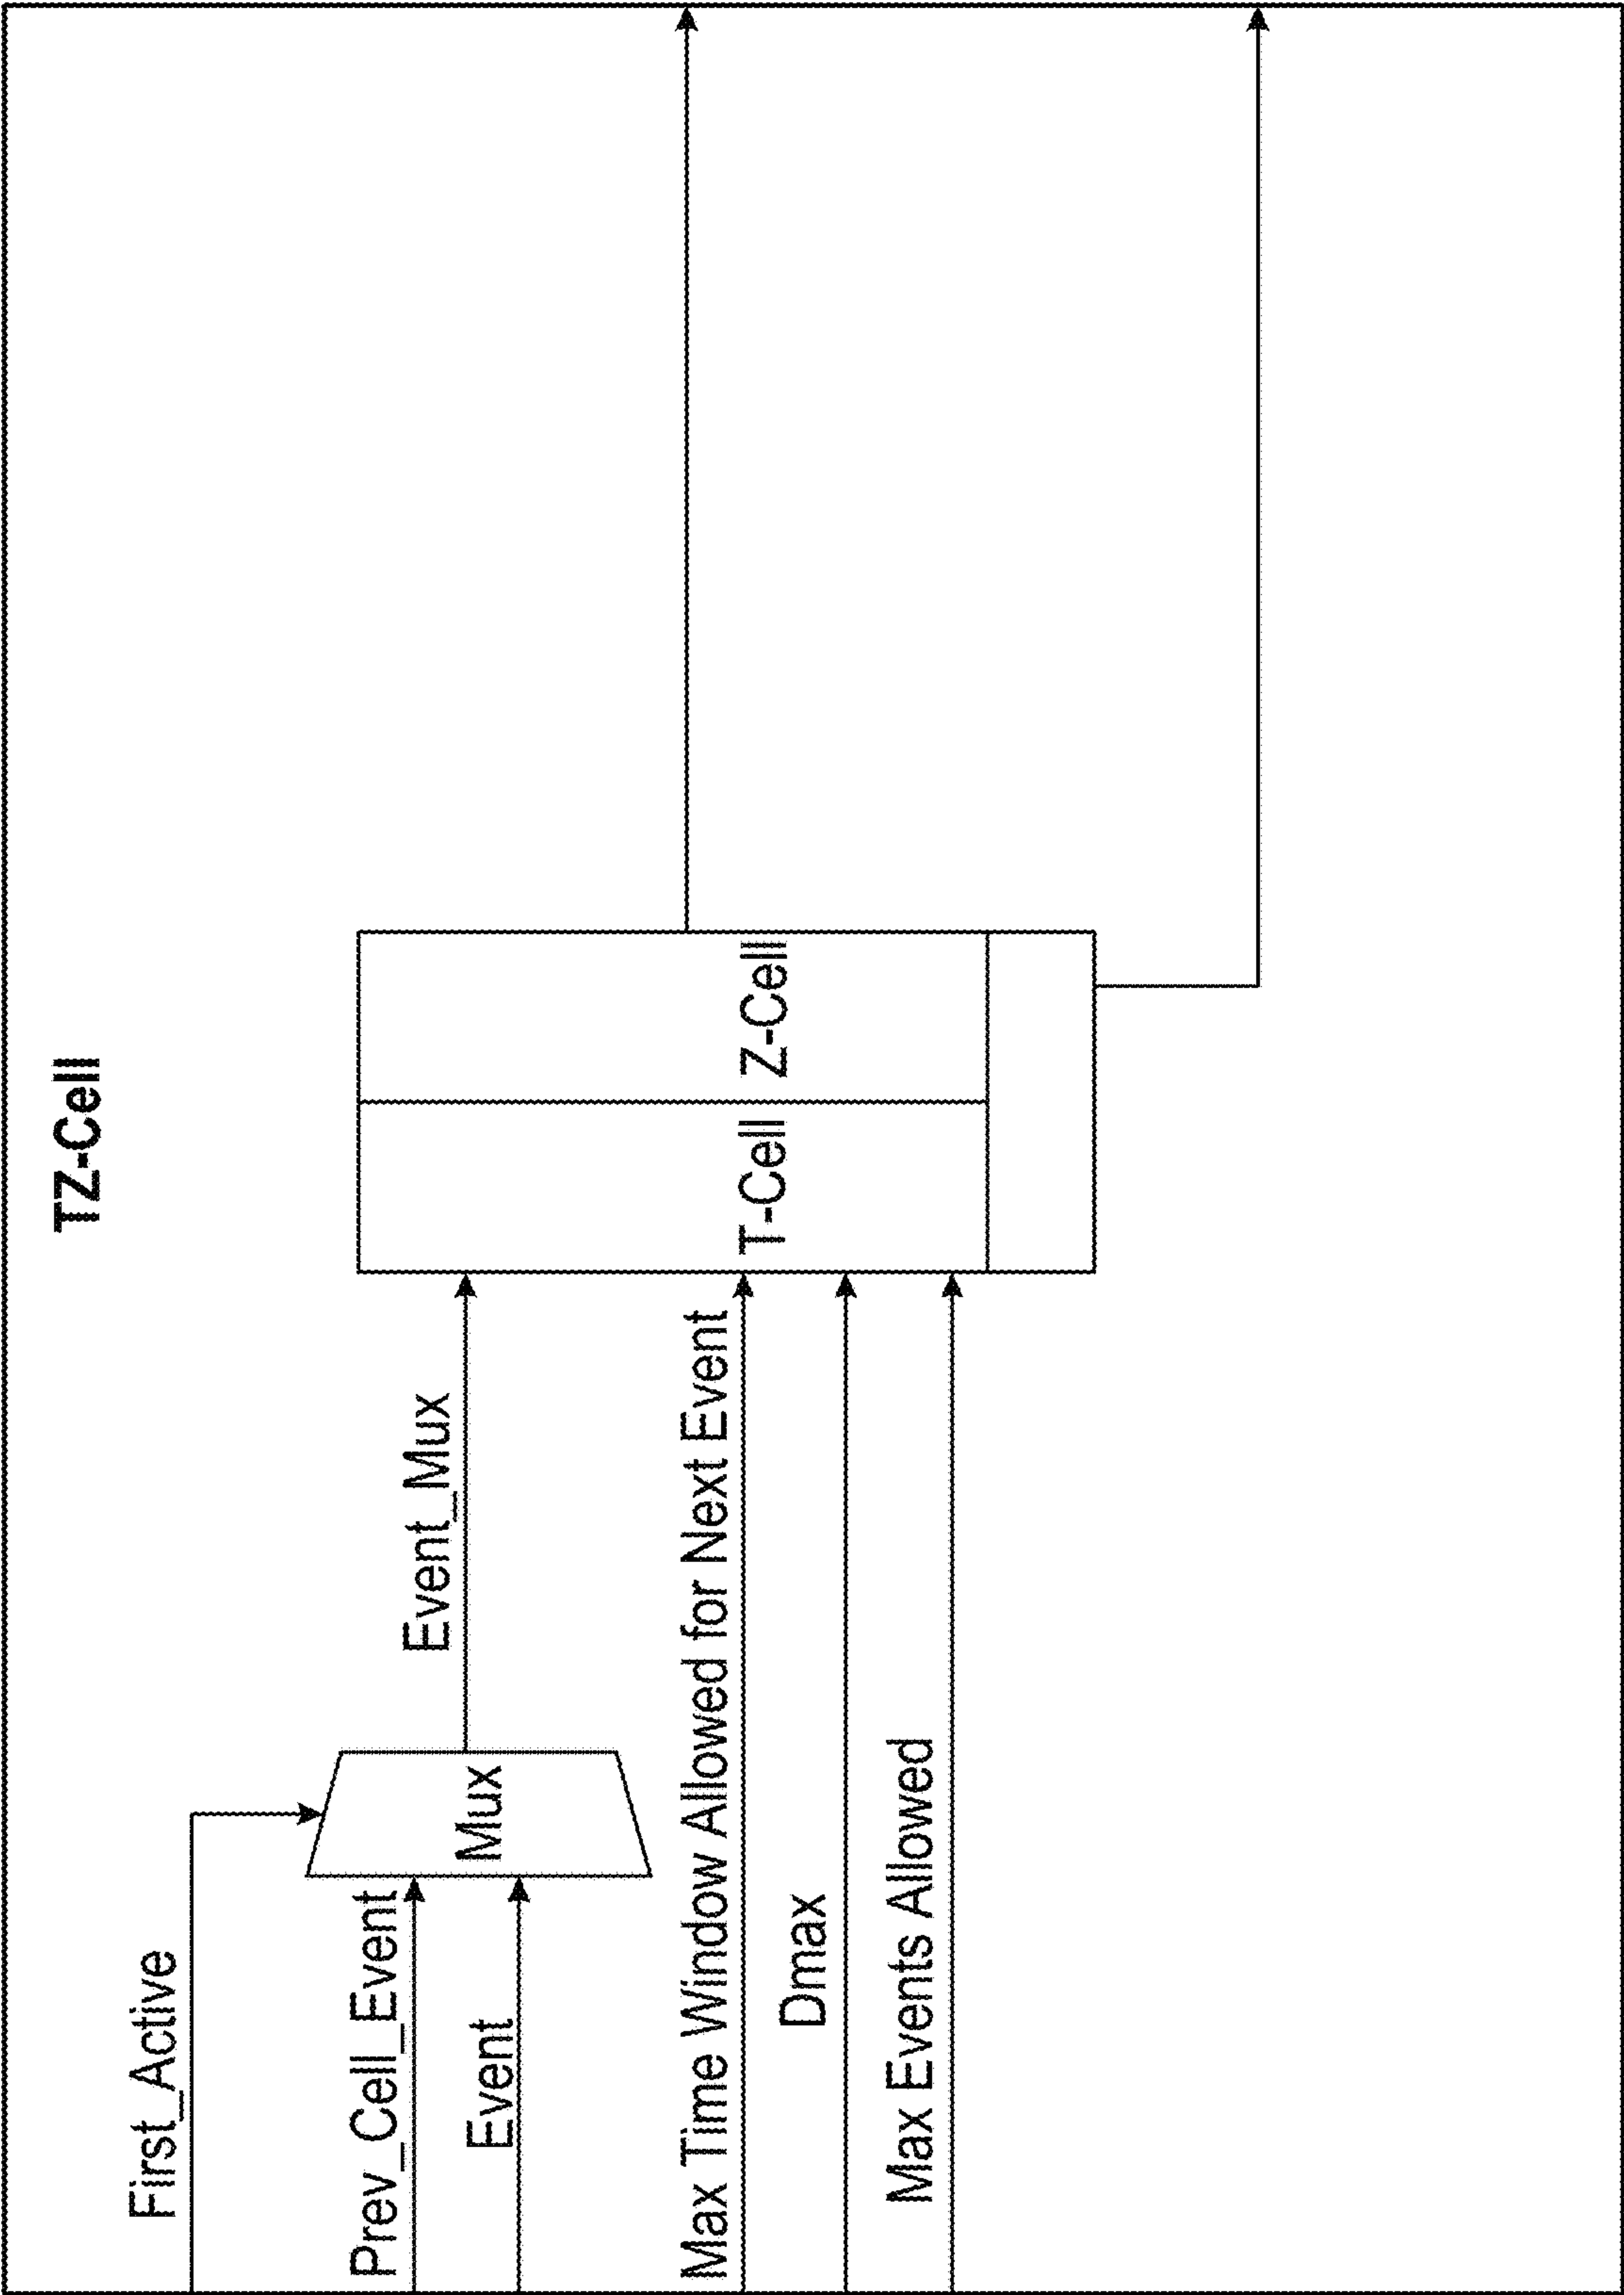 TZ-Cell
First_Active
Prev_Cell_Event
Mux
Event_Mux
Event
Max Time Window Allowed for Next Event
T-Cell
Z-Cell
Dmax
Max Events Allowed